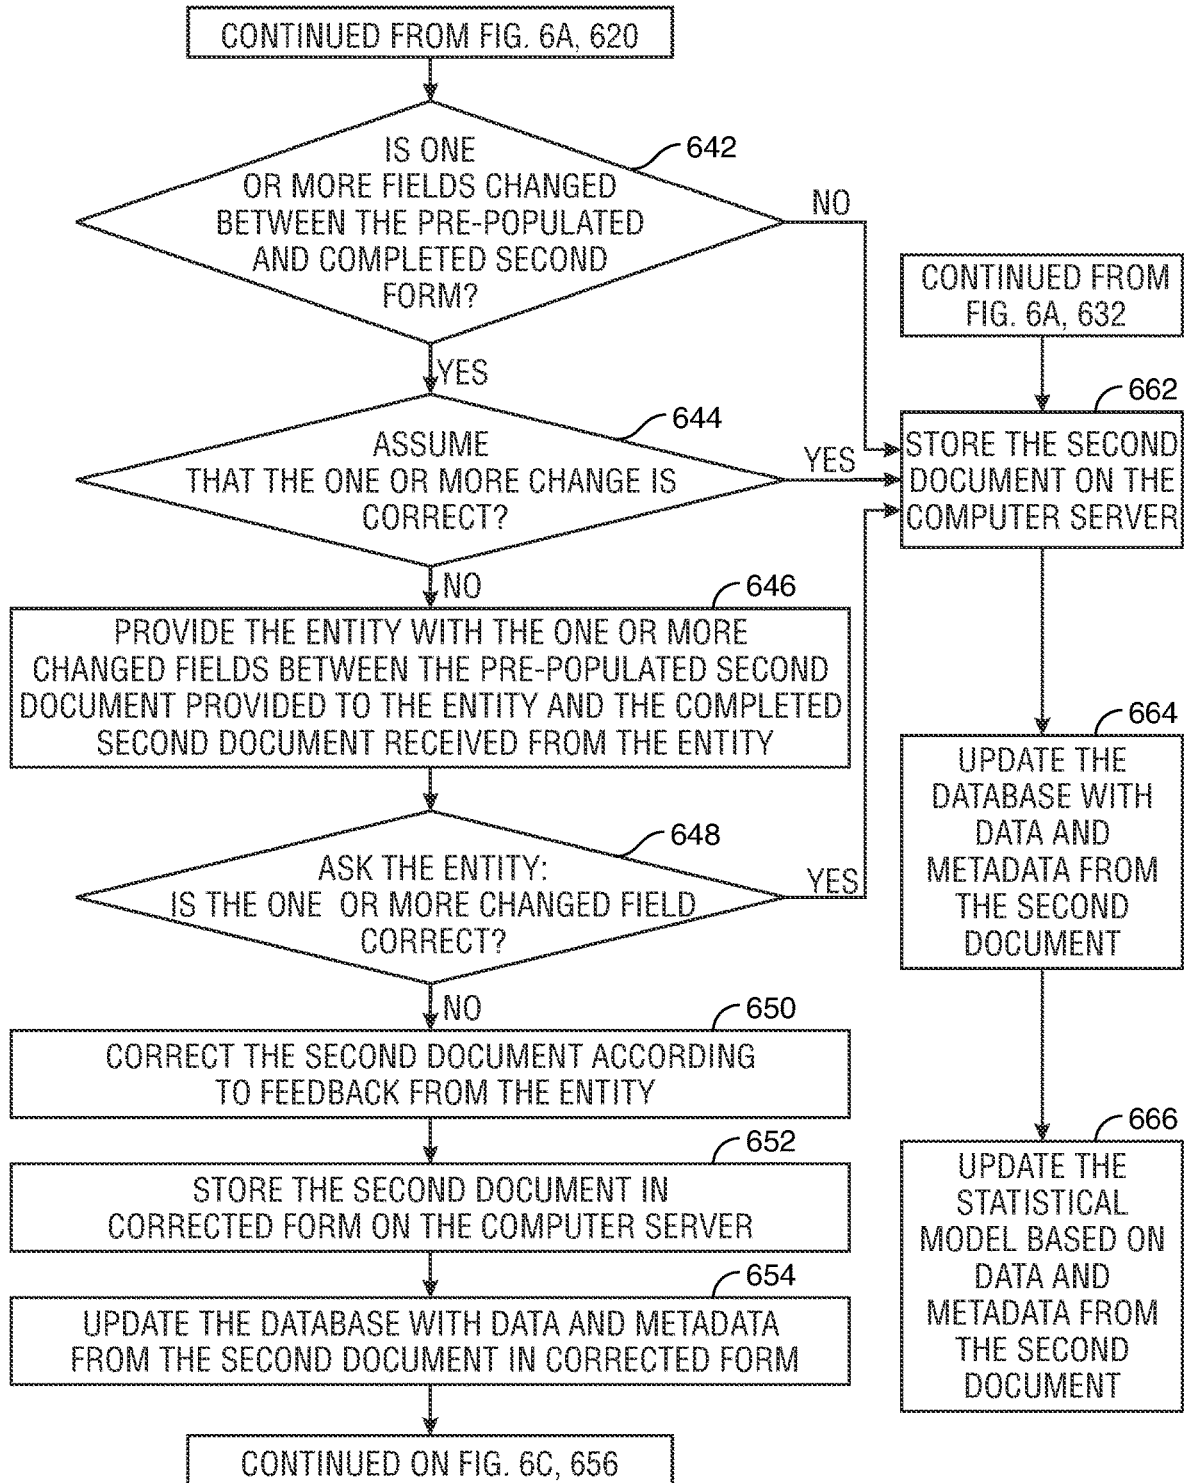 CONTINUED FROM FIG. 6A, 620
642
IS ONE
OR MORE FIELDS CHANGED
BETWEEN THE PRE-POPULATED
AND COMPLETED SECOND
FORM?
NO
YES
CONTINUED FROM
FIG. 6A, 632
644
ASSUME
THAT THE ONE OR MORE CHANGE IS
CORRECT?
YES
NO
662
STORE THE SECOND
DOCUMENT ON THE
COMPUTER SERVER
646
PROVIDE THE ENTITY WITH THE ONE OR MORE
CHANGED FIELDS BETWEEN THE PRE-POPULATED SECOND
DOCUMENT PROVIDED TO THE ENTITY AND THE COMPLETED
SECOND DOCUMENT RECEIVED FROM THE ENTITY
664
UPDATE THE
DATABASE WITH
DATA AND
METADATA FROM
THE SECOND
DOCUMENT
648
ASK THE ENTITY:
IS THE ONE OR MORE CHANGED FIELD
CORRECT?
YES
NO
650
CORRECT THE SECOND DOCUMENT ACCORDING
TO FEEDBACK FROM THE ENTITY
652
STORE THE SECOND DOCUMENT IN
CORRECTED FORM ON THE COMPUTER SERVER
654
UPDATE THE DATABASE WITH DATA AND METADATA
FROM THE SECOND DOCUMENT IN CORRECTED FORM
666
UPDATE THE
STATISTICAL
MODEL BASED ON
DATA AND
METADATA FROM
THE SECOND
DOCUMENT
CONTINUED ON FIG. 6C, 656